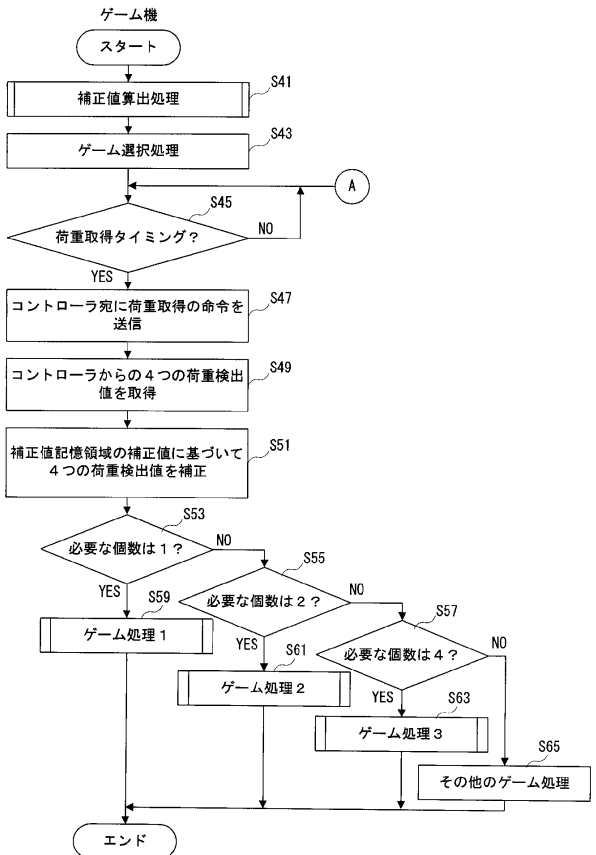 ゲーム機
スタート
S41
補正値算出処理
S43
ゲーム選択処理
A
S45
荷重取得タイミング?
NO
YES
S47
コントローラ宛に荷重取得の命令を
送信
S49
コントローラからの4つの荷重検出
値を取得
S51
補正値記憶領域の補正値に基づいて
4つの荷重検出値を補正
S53
必要な個数は1?
NO
YES
S55
必要な個数は2?
NO
YES
S57
必要な個数は4?
NO
YES
S59
ゲーム処理1
S61
ゲーム処理2
S63
ゲーム処理3
S65
その他のゲーム処理
エンド